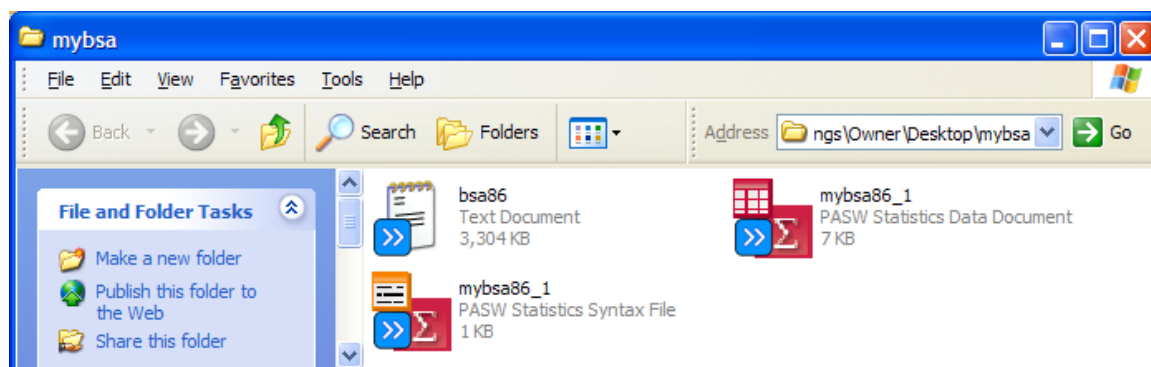 mybsa
File Edit View Favorites Tools Help
Back Search Folders Address ngs\Owner\Desktop\mybsa Go
File and Folder Tasks
Make a new folder
Publish this folder to
the Web
Share this folder
bsa86
Text Document
3,304 KB
mybsa86_1
PASW Statistics Data Document
7 KB
mybsa86_1
PASW Statistics Syntax File
1 KB